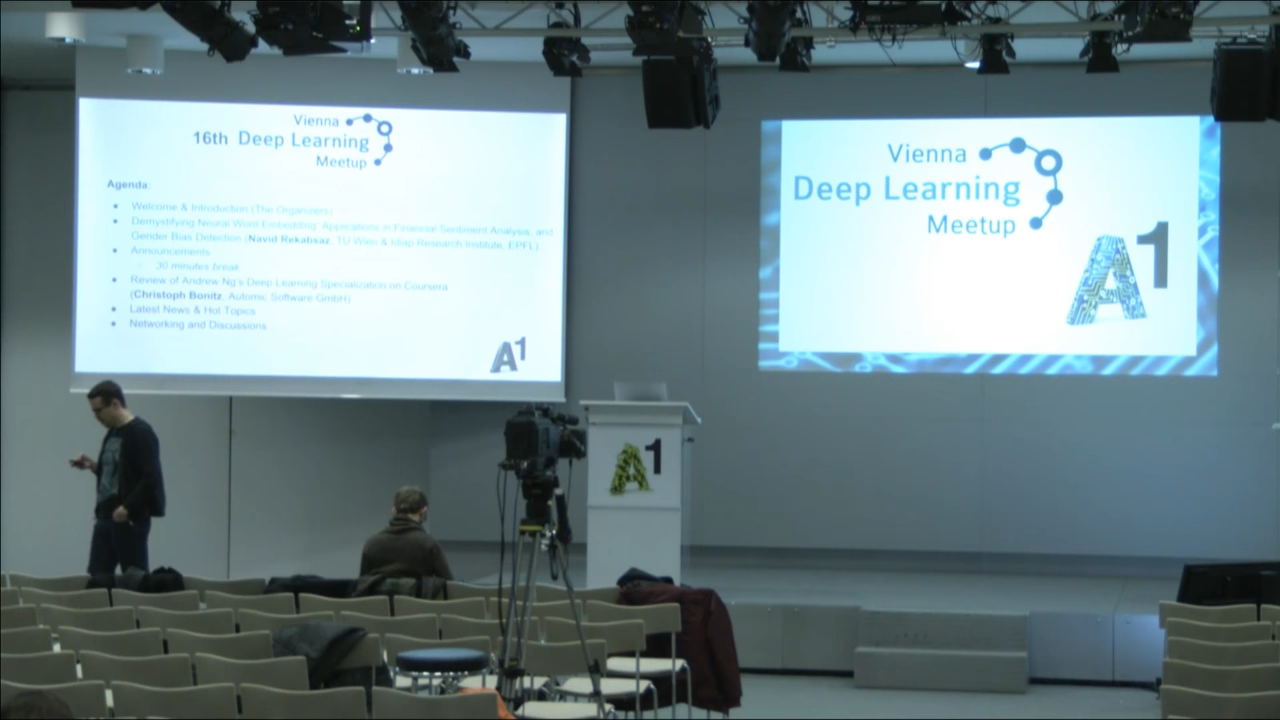 Vienna
16th Deep Learning
Meetup
Agenda:
Welcome & Introduction (The Organizers)
Demystifying Neural Word Embedding: Applications in Financial Sentiment Analysis, and
Gender Bias Detection (Navid Rekabsaz, TU Wien & Idiap Research Institute, EPFL)
Announcements
30 minutes break
Review of Andrew Ng's Deep Learning Specialization on Coursera
(Christoph Bonitz, Automic Software GmbH)
Latest News & Hot Topics
Networking and Discussions
A1
Vienna
Deep Learning
Meetup
A1
A1